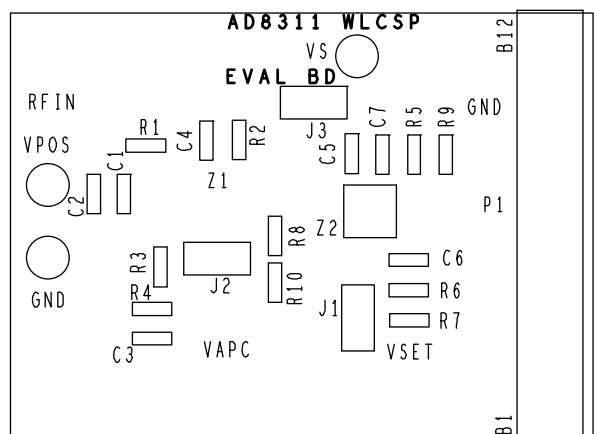 AD8311 WLCSP
B12
VS
EVAL BD
RFIN
GND
C7
R5
R9
R1
C4
R2
J3
VPOS
C1
C5
Z1
C2
P1
Z2
R8
C6
R3
J2
R10
R4
R6
GND
J1
R7
C3
VAPC
VSET
B1